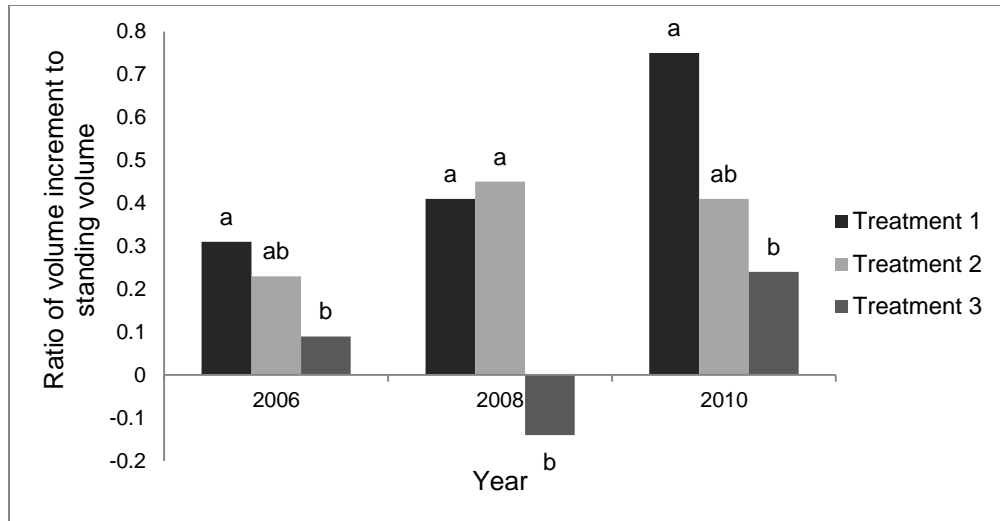 Ratio of volume increment to
standing volume
0.8
0.7
0.6
0.5
0.4
0.3
0.2
0.1
0
-0.1
-0.2
a
ab
b
a
a
b
a
ab
b
2006
2008
2010
Year
Treatment 1
Treatment 2
Treatment 3